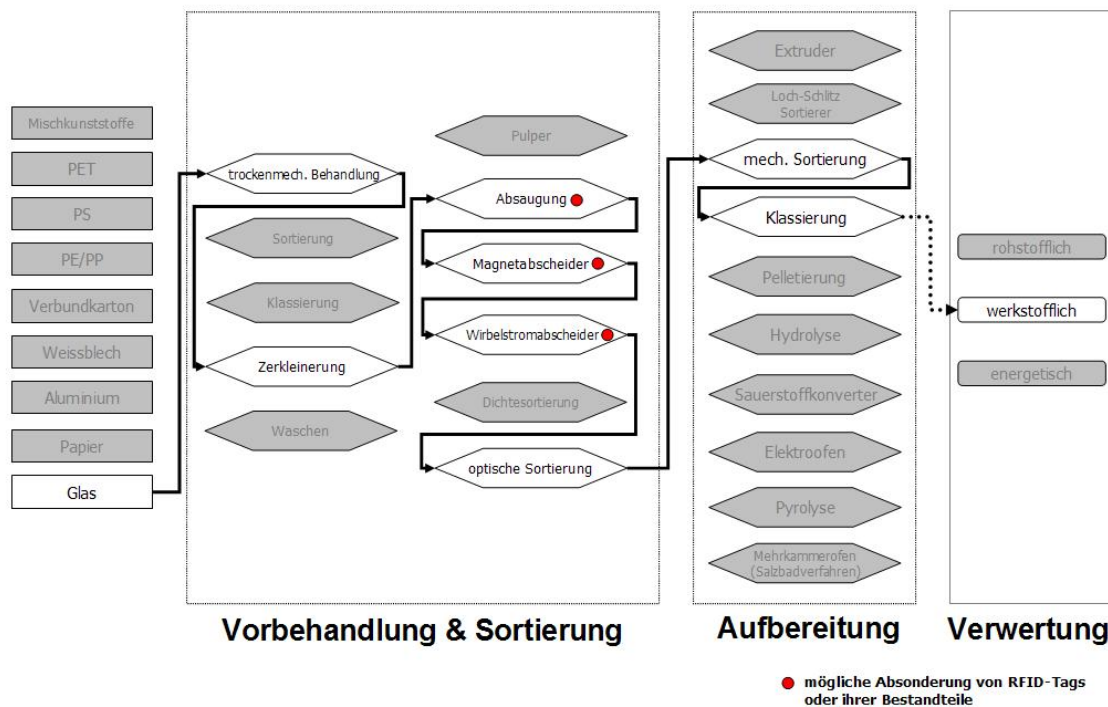 Mischkunststoffe
PET
PS
PE/PP
Verbundkarton
Weissblech
Aluminium
Papier
Glas
trockenmech. Behandlung
Sortierung
Klassierung
Zerkleinerung
Waschen
Pulper
Absaugung
Magnetabscheider
Wirbelstromabscheider
Dichtesortierung
optische Sortierung
Extruder
Loch-Schlitz
Sortierer
mech. Sortierung
Klassierung
Pelletierung
Hydrolyse
Sauerstoffkonverter
Elektroofen
Pyrolyse
Mehrkammerofen
(Salzbadverfahren)
rohstofflich
werkstofflich
energetisch
Vorbehandlung & Sortierung
Aufbereitung
Verwertung
mögliche Absonderung von RFID-Tags
oder ihrer Bestandteile